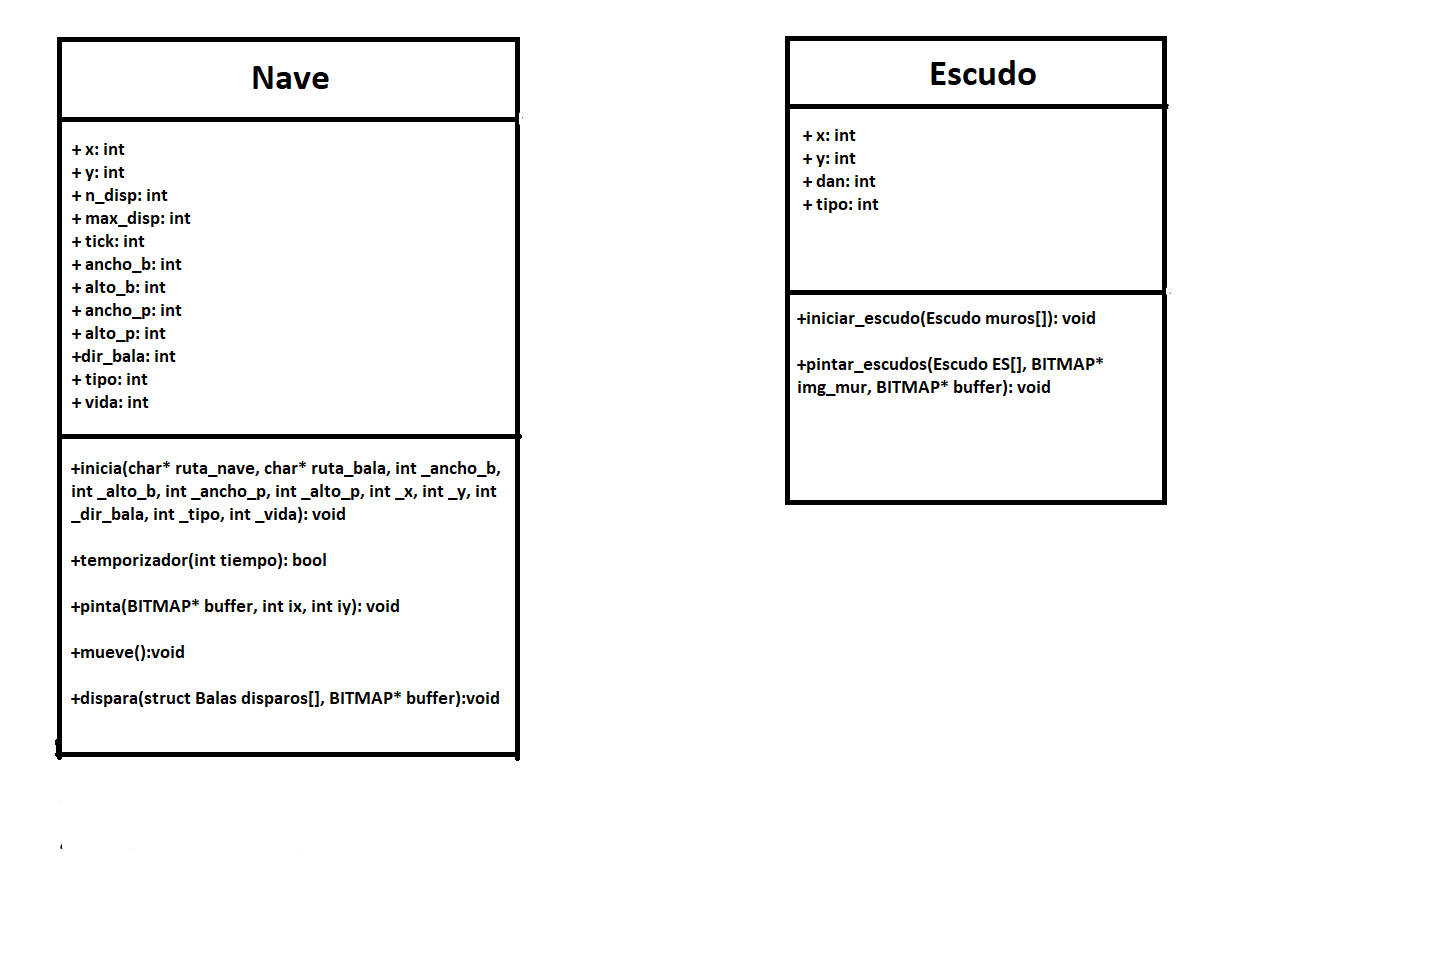 Nave
+ x: int
+ y: int
+ n_disp: int
+ max_disp: int
+ tick: int
+ ancho_b: int
+ alto_b: int
+ ancho_p: int
+ alto_p: int
+dir_bala: int
+ tipo: int
+ vida: int
+inicia(char* ruta_nave, char* ruta_bala, int _ancho_b,
int _alto_b, int _ancho_p, int _alto_p, int _x, int _y, int
_dir_bala, int _tipo, int _vida): void
+temporizador(int tiempo): bool
+pinta(BITMAP* buffer, int ix, int iy): void
+mueve():void
+dispara(struct Balas disparos[], BITMAP* buffer):void
Escudo
+ x: int
+ y: int
+ dan: int
+ tipo: int
+iniciar_escudo(Escudo muros[]): void
+pintar_escudos(Escudo ES[], BITMAP*
img_mur, BITMAP* buffer): void